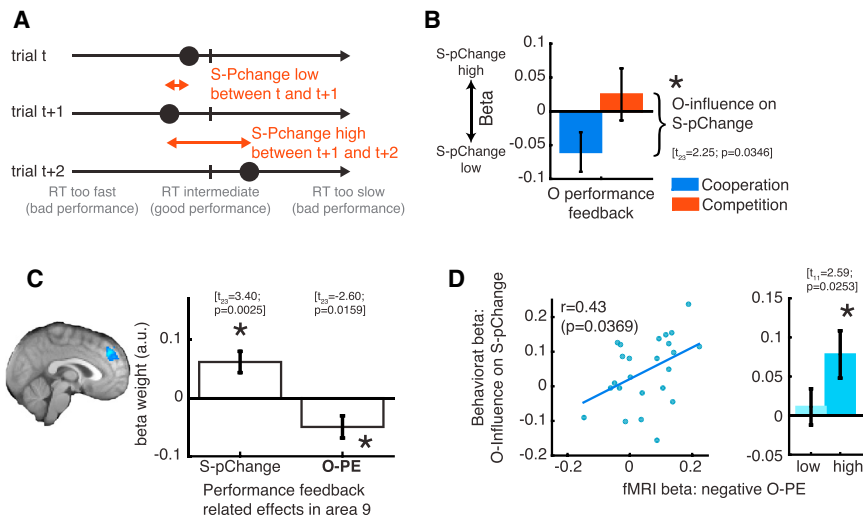 A
trial t
S-Pchange low
between t and t+1
trial t+1
S-Pchange high
between t+1 and t+2
trial t+2
RT too fast
(bad performance)
RT intermediate
(good performance)
RT too slow
(bad performance)
B
S-pChange
high
Beta
S-pChange
low
0.1
0.05
0
-0.05
-0.1
*
O-influence on
S-pChange
[t23=2.25; p=0.0346]
O performance
feedback
Cooperation
Competition
C
beta weight (a.u.)
0.1
0
-0.1
[t23=3.40;
p=0.0025]
*
[t23=-2.60;
p=0.0159]
*
S-pChange
O-PE
Performance feedback
related effects in area 9
D
Behaviorat beta:
O-Influence on S-pChange
0.2
0.1
0
-0.1
-0.2
r=0.43
(p=0.0369)
-0.2
0
0.2
[t11=2.59;
p=0.0253]
*
0.15
0.1
0.05
0
-0.05
low
high
fMRI beta: negative O-PE